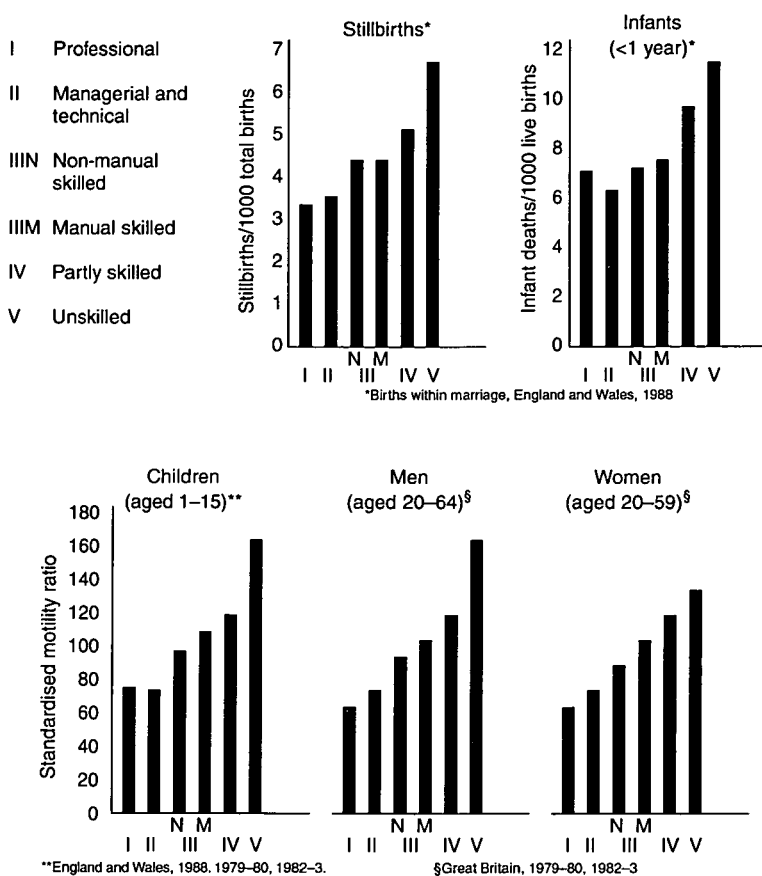 I Professional
II Managerial and
technical
IIIN Non-manual
skilled
IIIM Manual skilled
IV Partly skilled
V Unskilled
Stillbirths*
Stillbirths/1000 total births
7
6
5
4
3
2
1
0
N M
I II III IV V
Infants
(<1 year)*
Infant deaths/1000 live births
12
10
8
6
4
2
0
N M
I II III IV V
*Births within marriage, England and Wales, 1988
Children
(aged 1–15)**
Standardised motility ratio
180
160
140
120
100
80
60
40
20
0
N M
I II III IV V
Men
(aged 20–64)§
N M
I II III IV V
Women
(aged 20–59)§
N M
I II III IV V
**England and Wales, 1988. 1979–80, 1982–3.
§Great Britain, 1979–80, 1982–3